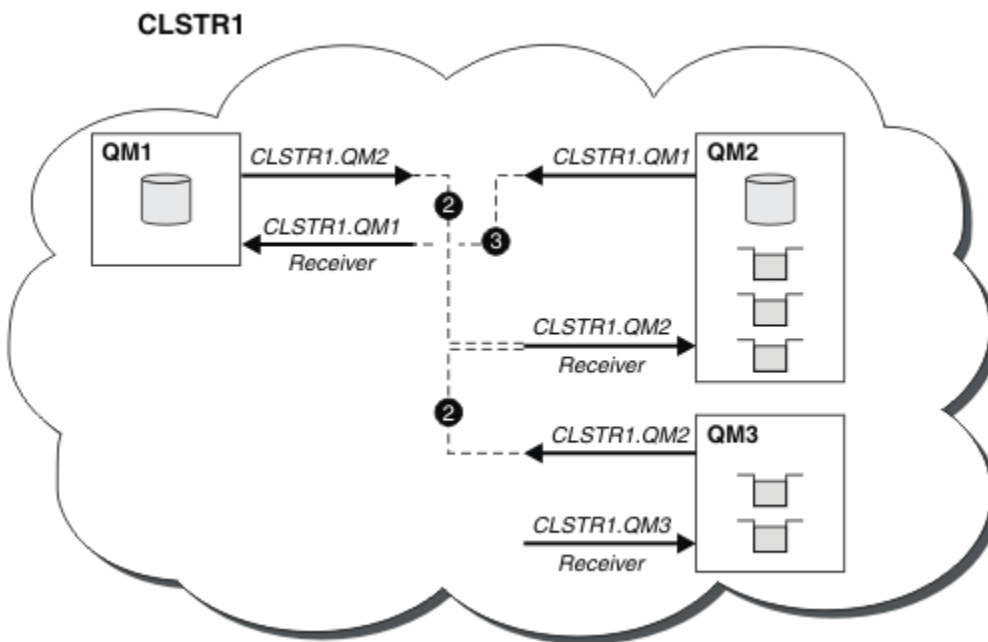 CLSTR1
QM1
CLSTR1.QM2
CLSTR1.QM1
QM2
2
CLSTR1.QM1
3
Receiver
CLSTR1.QM2
Receiver
2
CLSTR1.QM2
QM3
CLSTR1.QM3
Receiver